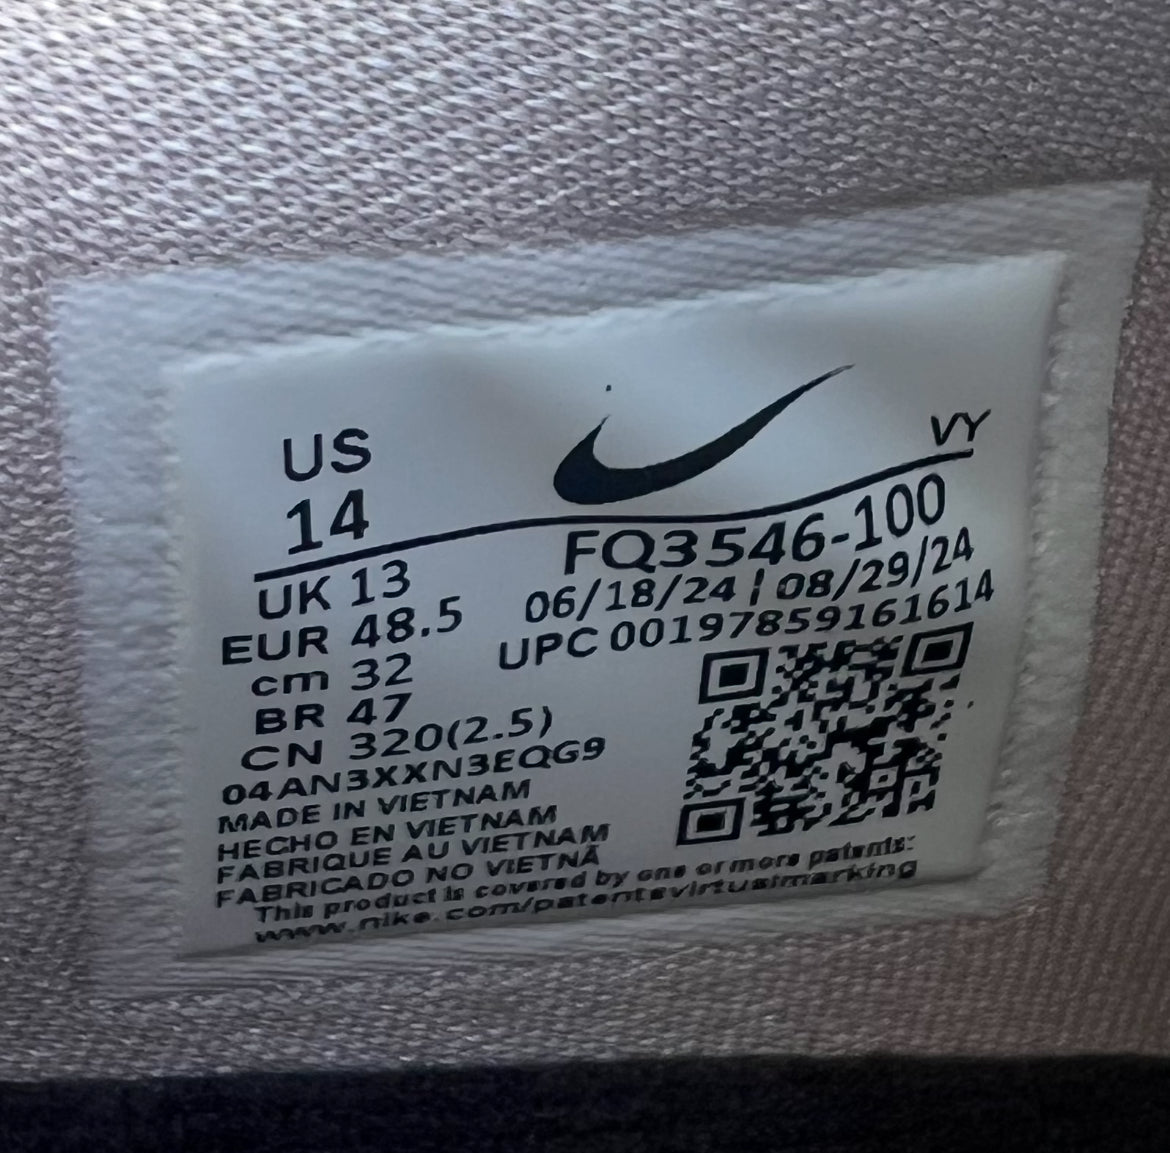 US
14
VY
FQ3546-100
UK 13
06/18/24 | 08/29/24
EUR 48.5
UPC 00197859161614
cm 32
BR 47
CN 320(2.5)
04AN3XXN3EQG9
MADE IN VIETNAM
HECHO EN VIETNAM
FABRIQUE AU VIETNAM
FABRICADO NO VIETNÃ
This product is covered by one or more patents:
www.nike.com/patentsvirtualmarking